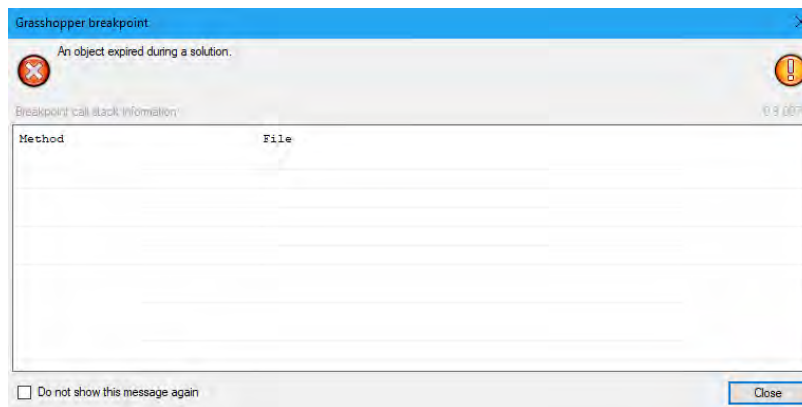 Grasshopper breakpoint
An object expired during a solution.
Breakpoint call stack information
Method File
Do not show this message again
Close